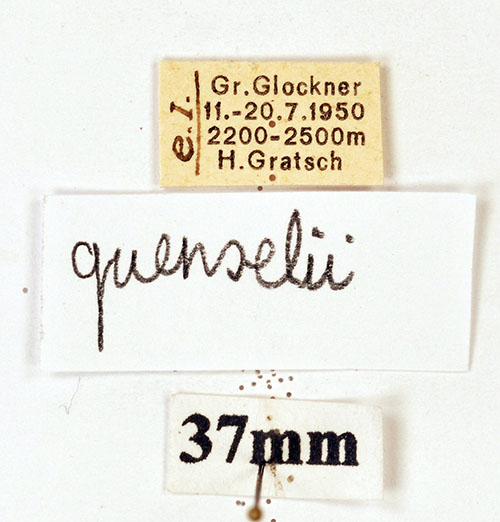 e.l.
Gr.Glockner
11.-20.7.1950
2200-2500m
H.Gratsch
quenselii
37mm